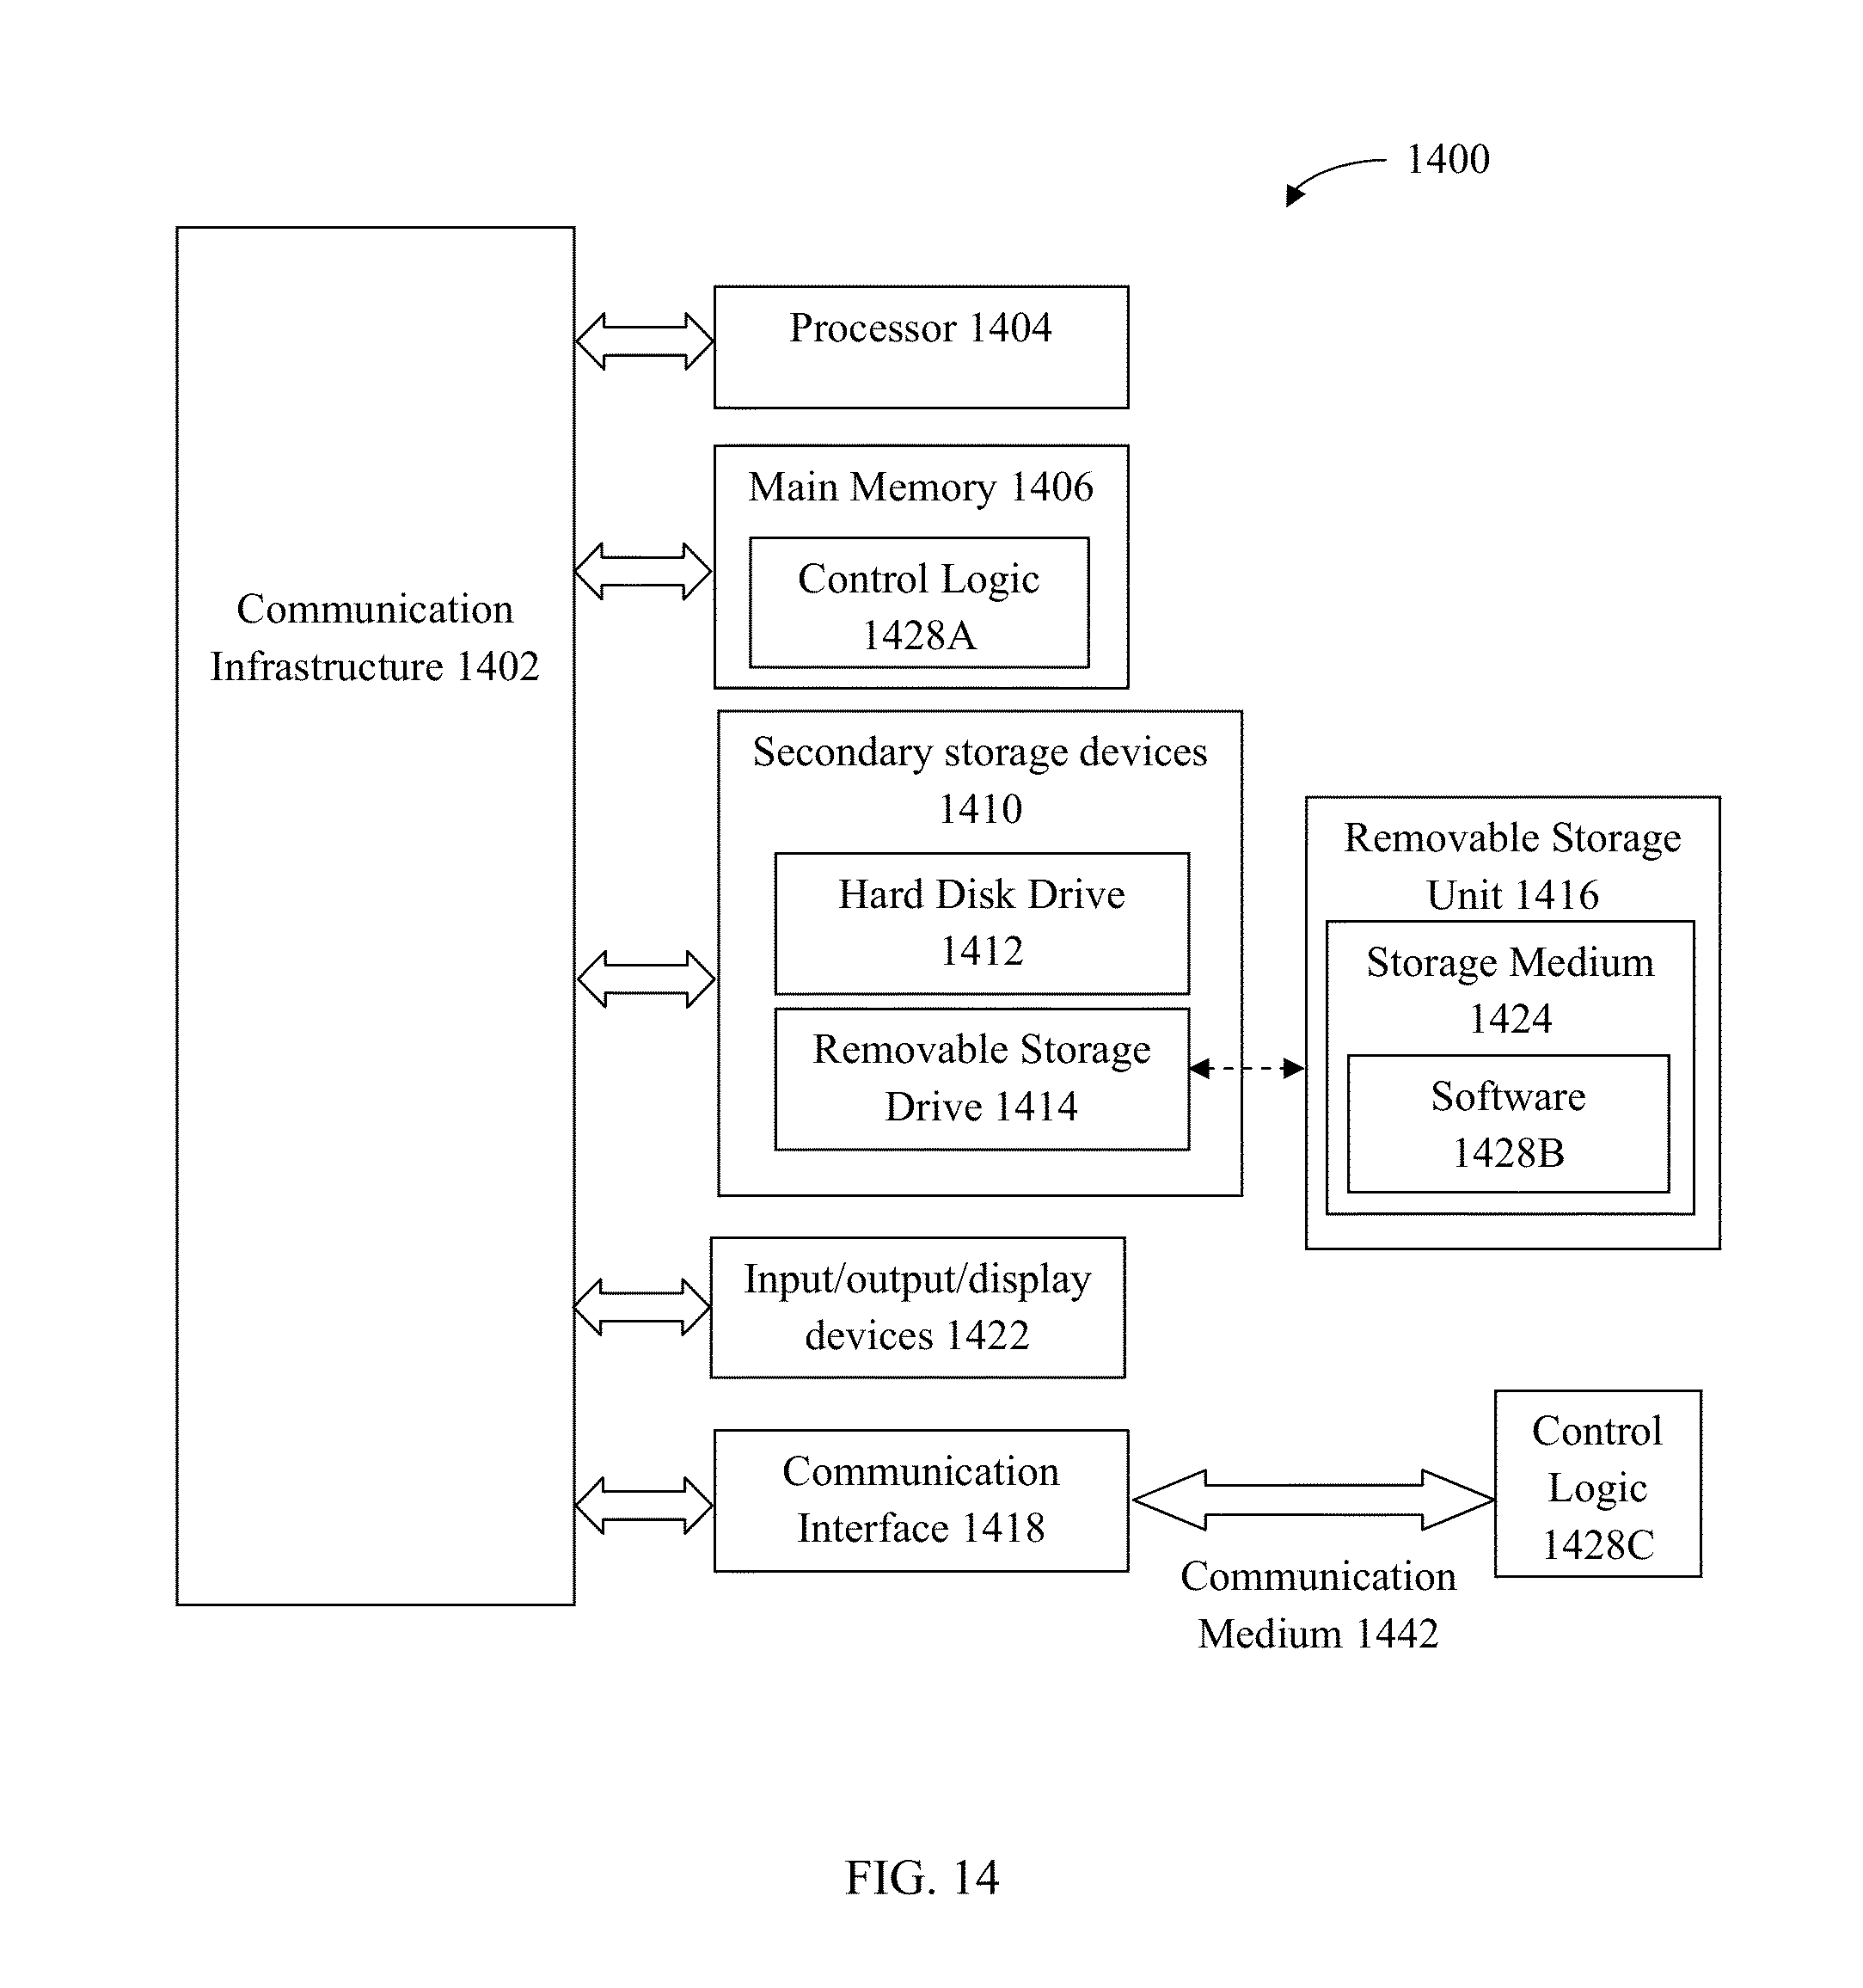 1400
Processor 1404
Main Memory 1406
Control Logic
1428A
Communication
Infrastructure 1402
Secondary storage devices
1410
Hard Disk Drive
1412
Removable Storage
Drive 1414
Removable Storage
Unit 1416
Storage Medium
1424
Software
1428B
Input/output/display
devices 1422
Communication
Interface 1418
Control
Logic
1428C
Communication
Medium 1442
FIG. 14